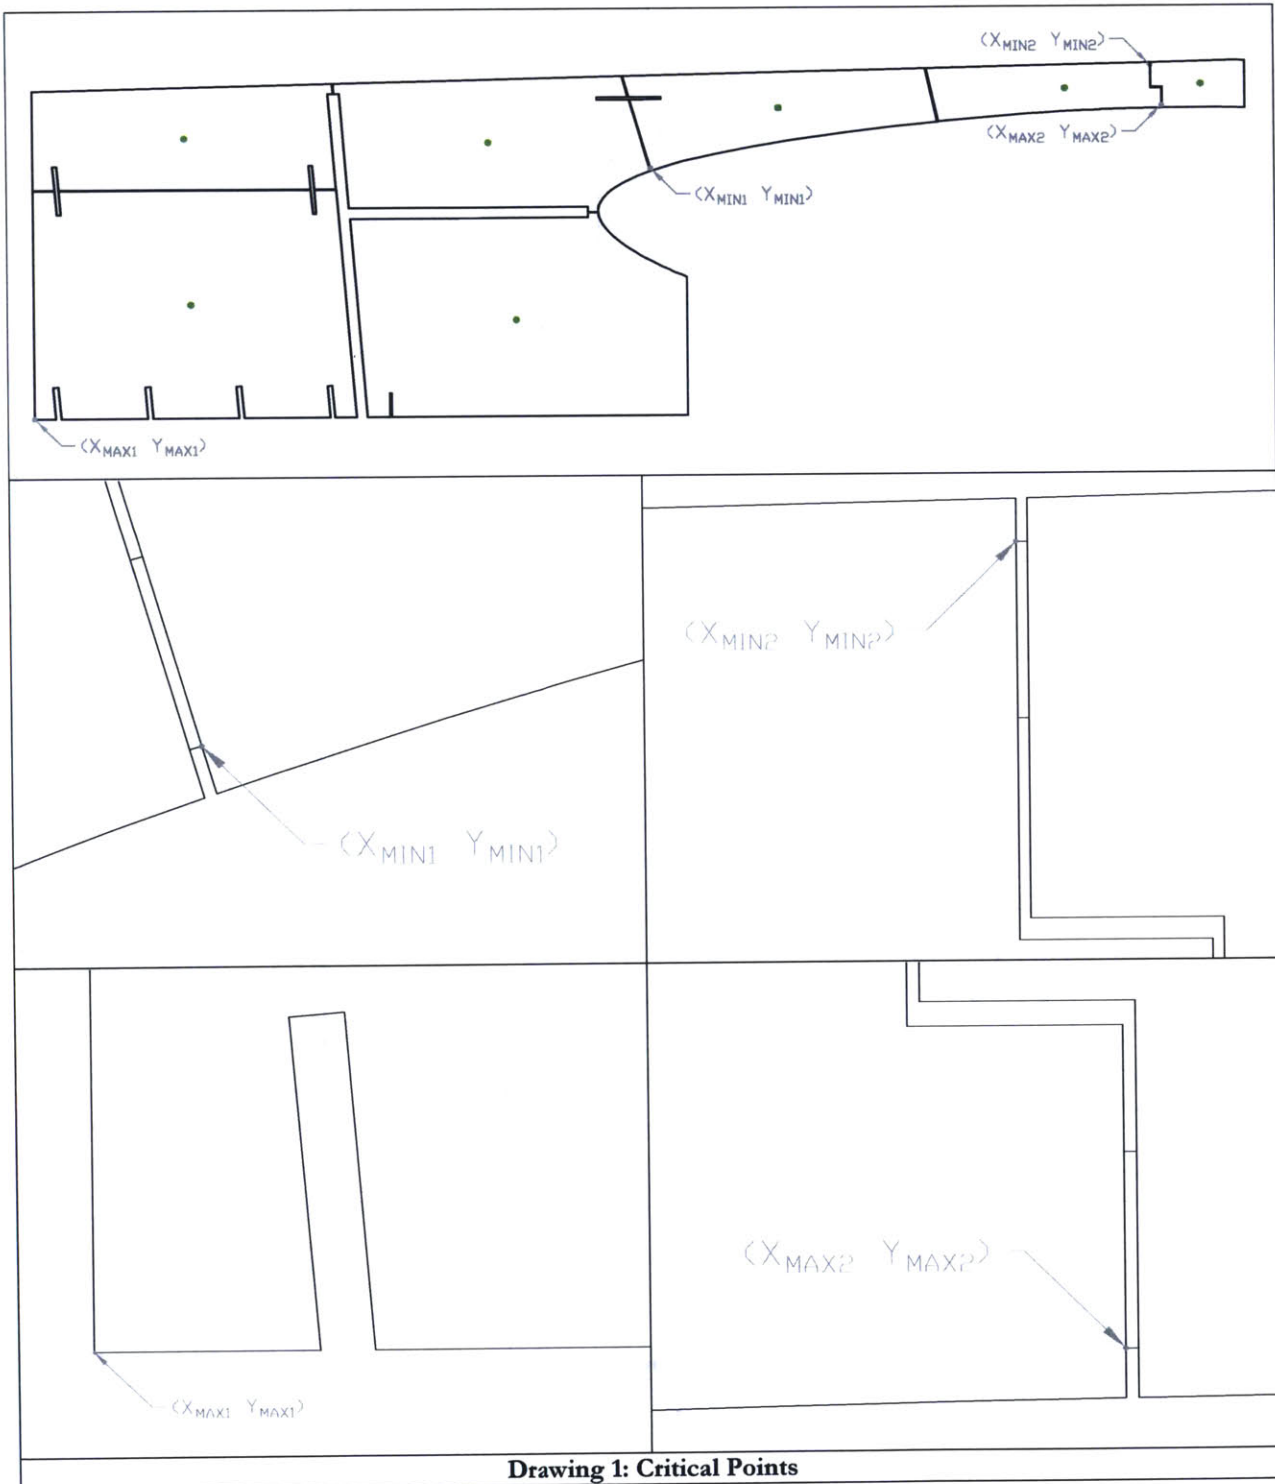 (XMIN2 YMIN2)
(XMAX2 YMAX2)
(XMIN1 YMIN1)
(XMAX1 YMAX1)
(XMIN2 YMIN2)
(XMIN1 YMIN1)
(XMAX2 YMAX2)
(XMAX1 YMAX1)
Drawing 1: Critical Points